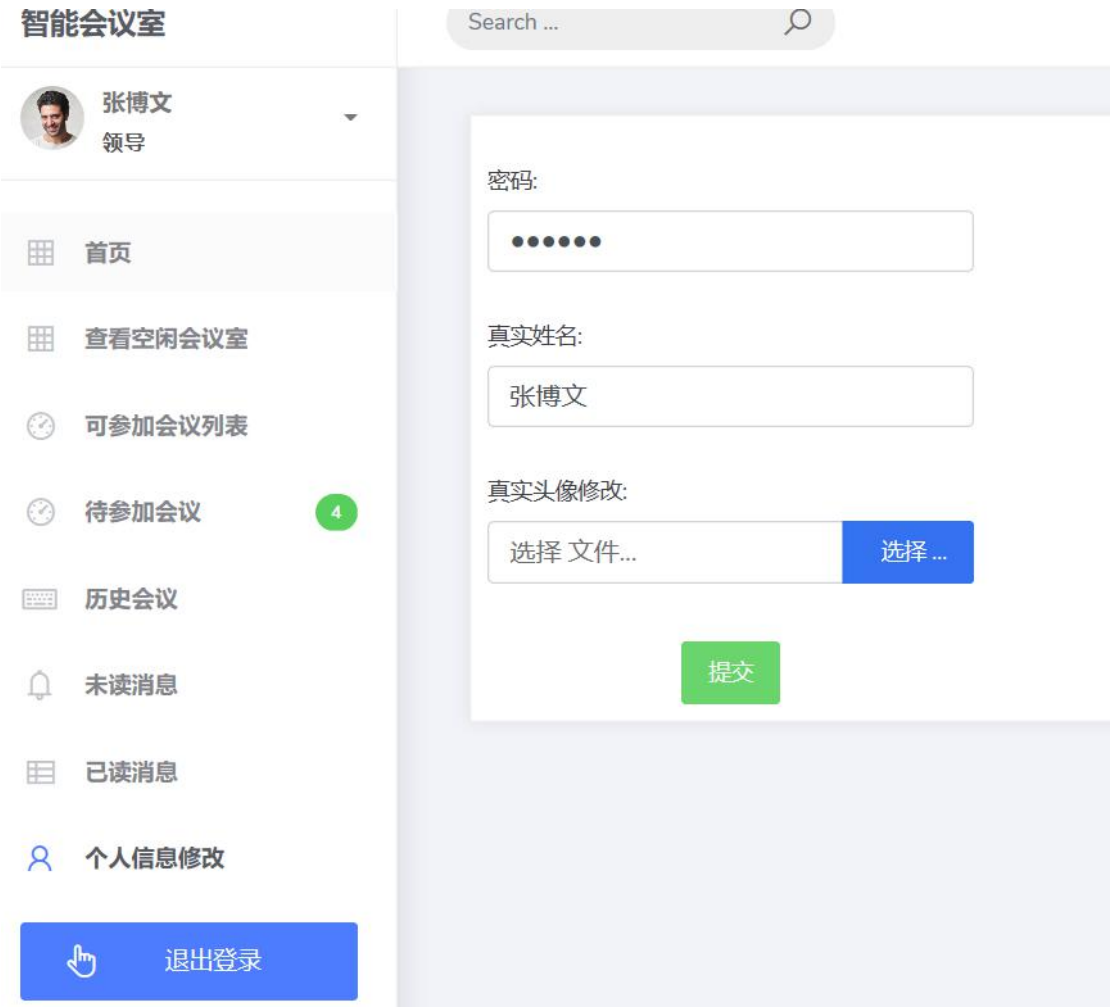 智能会议室
Search ...
张博文
领导
首页
查看空闲会议室
可参加会议列表
待参加会议
4
历史会议
未读消息
已读消息
个人信息修改
退出登录
密码:
••••••
真实姓名:
张博文
真实头像修改:
选择 文件...
选择 ...
提交